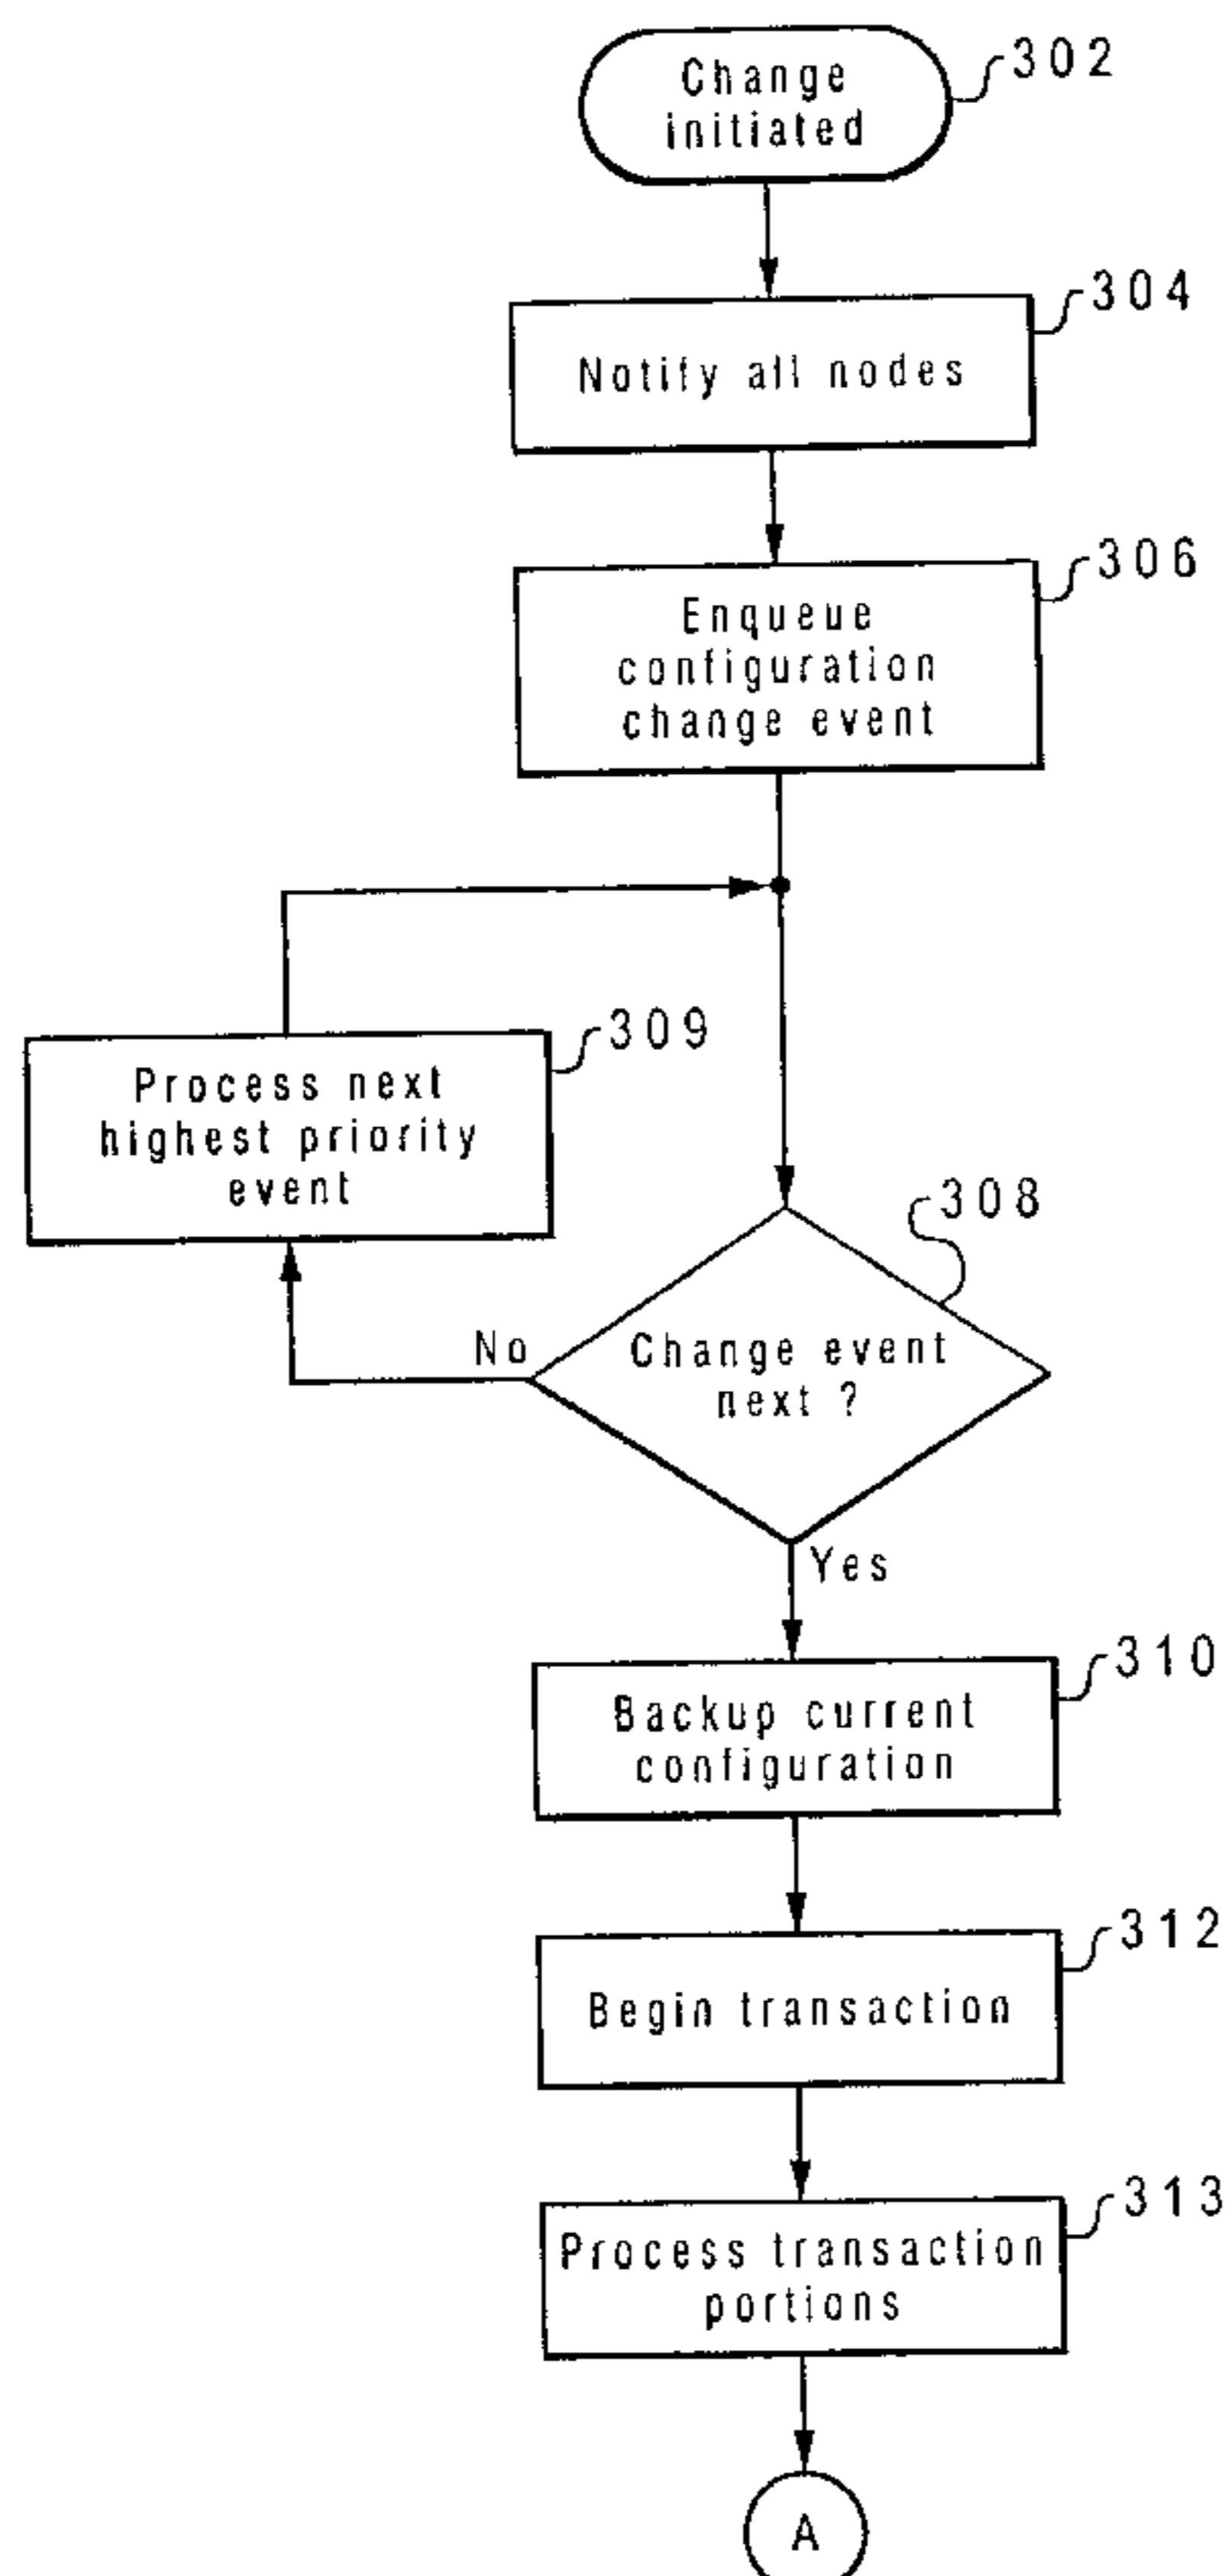 Change
initiated
302
304
Notify all nodes
306
Enqueue
configuration
change event
309
Process next
highest priority
event
308
No
Change event
next ?
Yes
310
Backup current
configuration
312
Begin transaction
313
Process transaction
portions
A